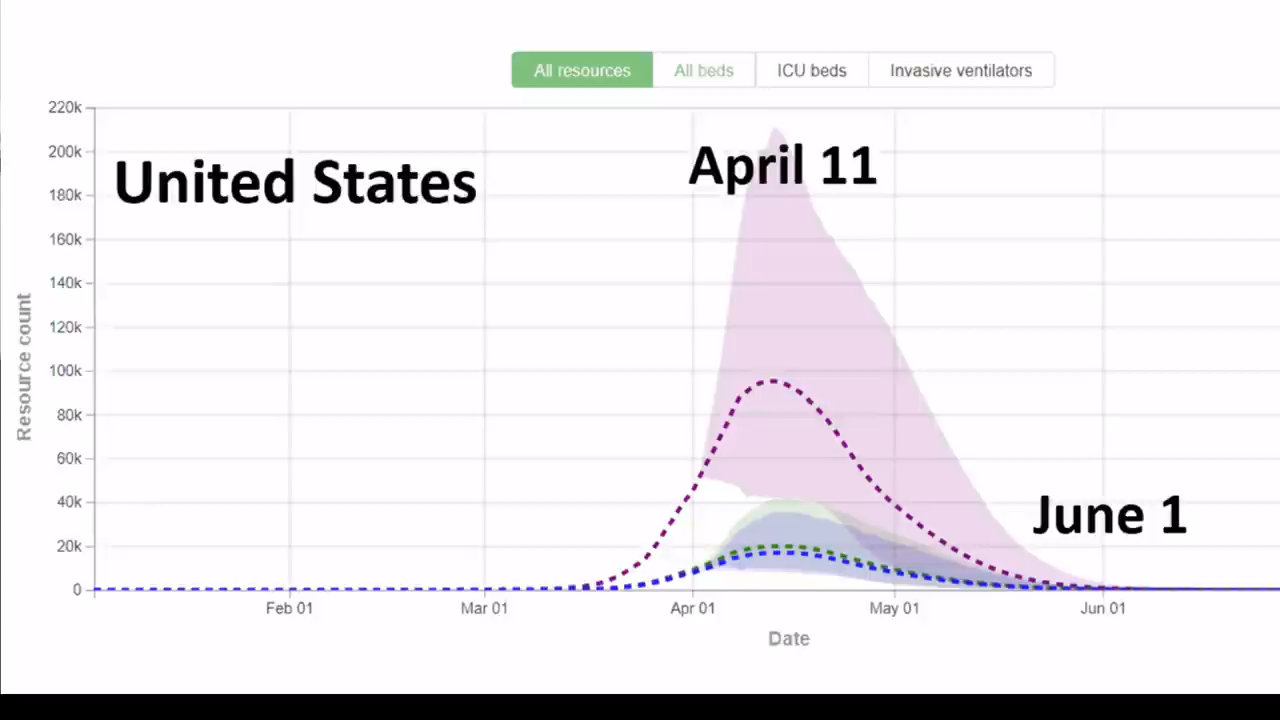 All resources All beds ICU beds Invasive ventilators
220k
200k
180k
160k
140k
120k
100k
80k
60k
40k
20k
0
United States
April 11
June 1
Resource count
Feb 01 Mar 01 Apr 01 May 01 Jun 01
Date